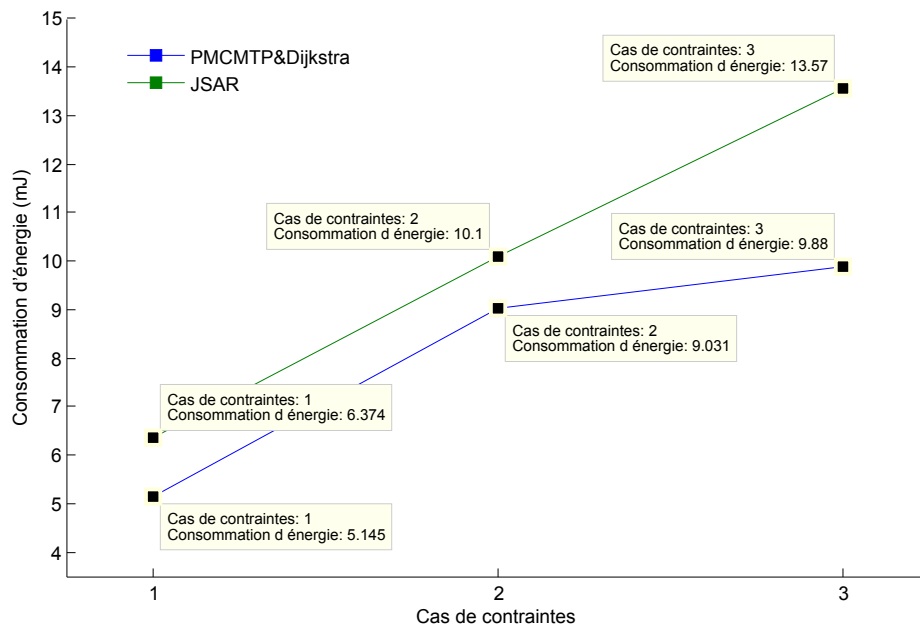 15
14
13
12
11
10
9
8
7
6
5
4
Consommation d'énergie (mJ)
PMCMTP&Dijkstra
JSAR
Cas de contraintes: 3
Consommation d énergie: 13.57
Cas de contraintes: 2
Consommation d énergie: 10.1
Cas de contraintes: 3
Consommation d énergie: 9.88
Cas de contraintes: 2
Consommation d énergie: 9.031
Cas de contraintes: 1
Consommation d énergie: 6.374
Cas de contraintes: 1
Consommation d énergie: 5.145
1
2
3
Cas de contraintes